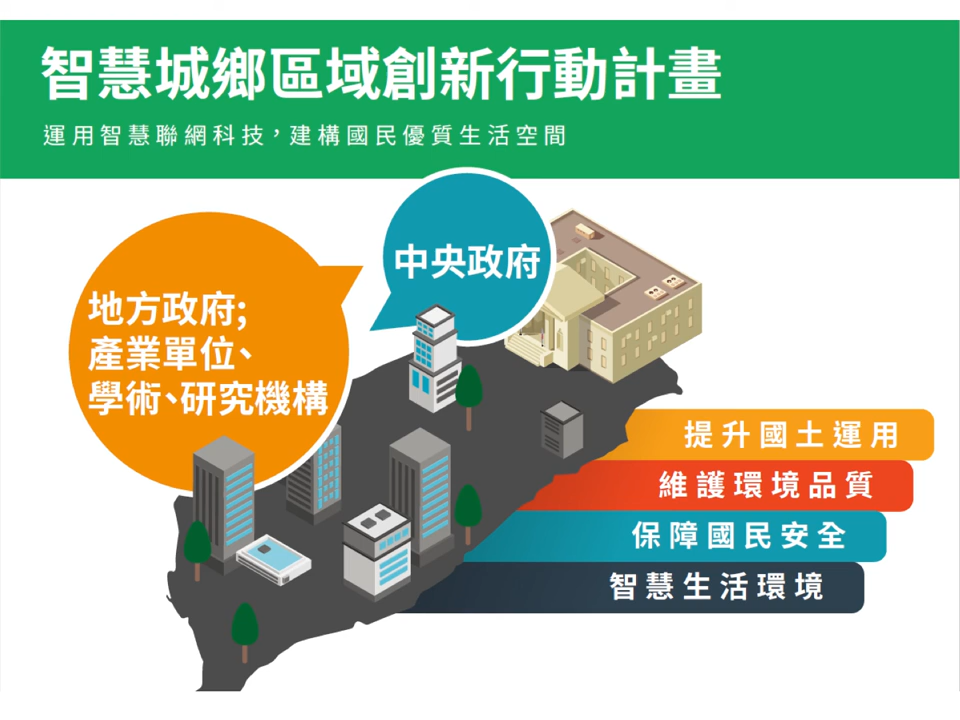 智慧城鄉區域創新行動計畫
運用智慧聯網科技，建構國民優質生活空間
中央政府
地方政府;
產業單位、
學術、研究機構
提升國土運用
維護環境品質
保障國民安全
智慧生活環境